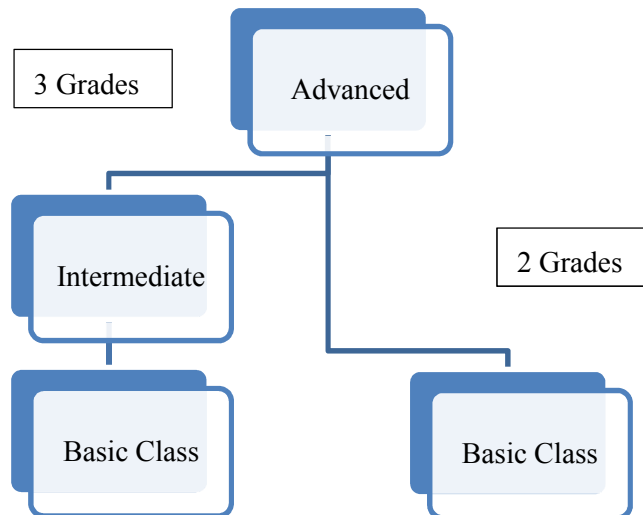 3 Grades
Advanced
Intermediate
2 Grades
Basic Class
Basic Class